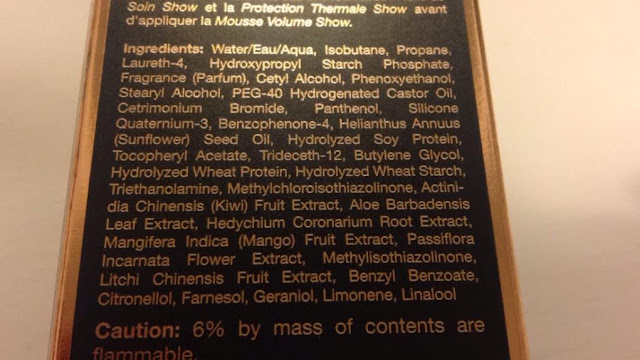 Soin Show et la Protection Thermale Show avant
d'appliquer la Mousse Volume Show.
Ingredients: Water/Eau/Aqua, Isobutane, Propane,
Laureth-4, Hydroxypropyl Starch Phosphate,
Fragrance (Parfum), Cetyl Alcohol, Phenoxyethanol,
Stearyl Alcohol, PEG-40 Hydrogenated Castor Oil,
Cetrimonium Bromide, Panthenol, Silicone
Quaternium-3, Benzophenone-4, Helianthus Annuus
(Sunflower) Seed Oil, Hydrolyzed Soy Protein,
Tocopheryl Acetate, Trideceth-12, Butylene Glycol,
Hydrolyzed Wheat Protein, Hydrolyzed Wheat Starch,
Triethanolamine, Methylchloroisothiazolinone, Actini-
dia Chinensis (Kiwi) Fruit Extract, Aloe Barbadensis
Leaf Extract, Hedychium Coronarium Root Extract,
Mangifera Indica (Mango) Fruit Extract, Passiflora
Incarnata Flower Extract, Methylisothiazolinone,
Litchi Chinensis Fruit Extract, Benzyl Benzoate,
Citronellol, Farnesol, Geraniol, Limonene, Linalool
Caution: 6% by mass of contents are
flammable.